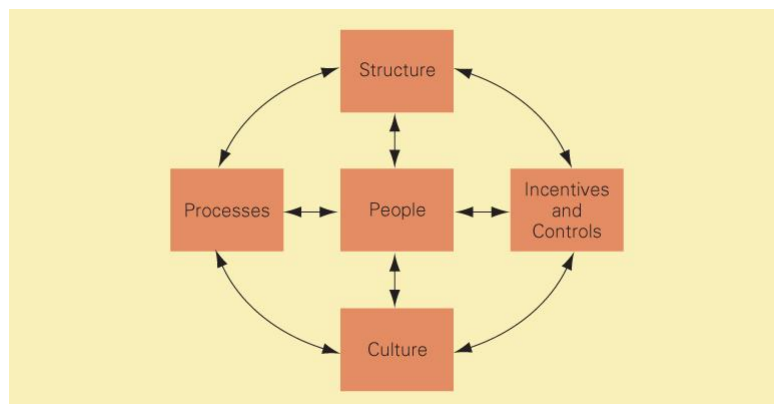 Structure
Processes
People
Incentives
and
Controls
Culture